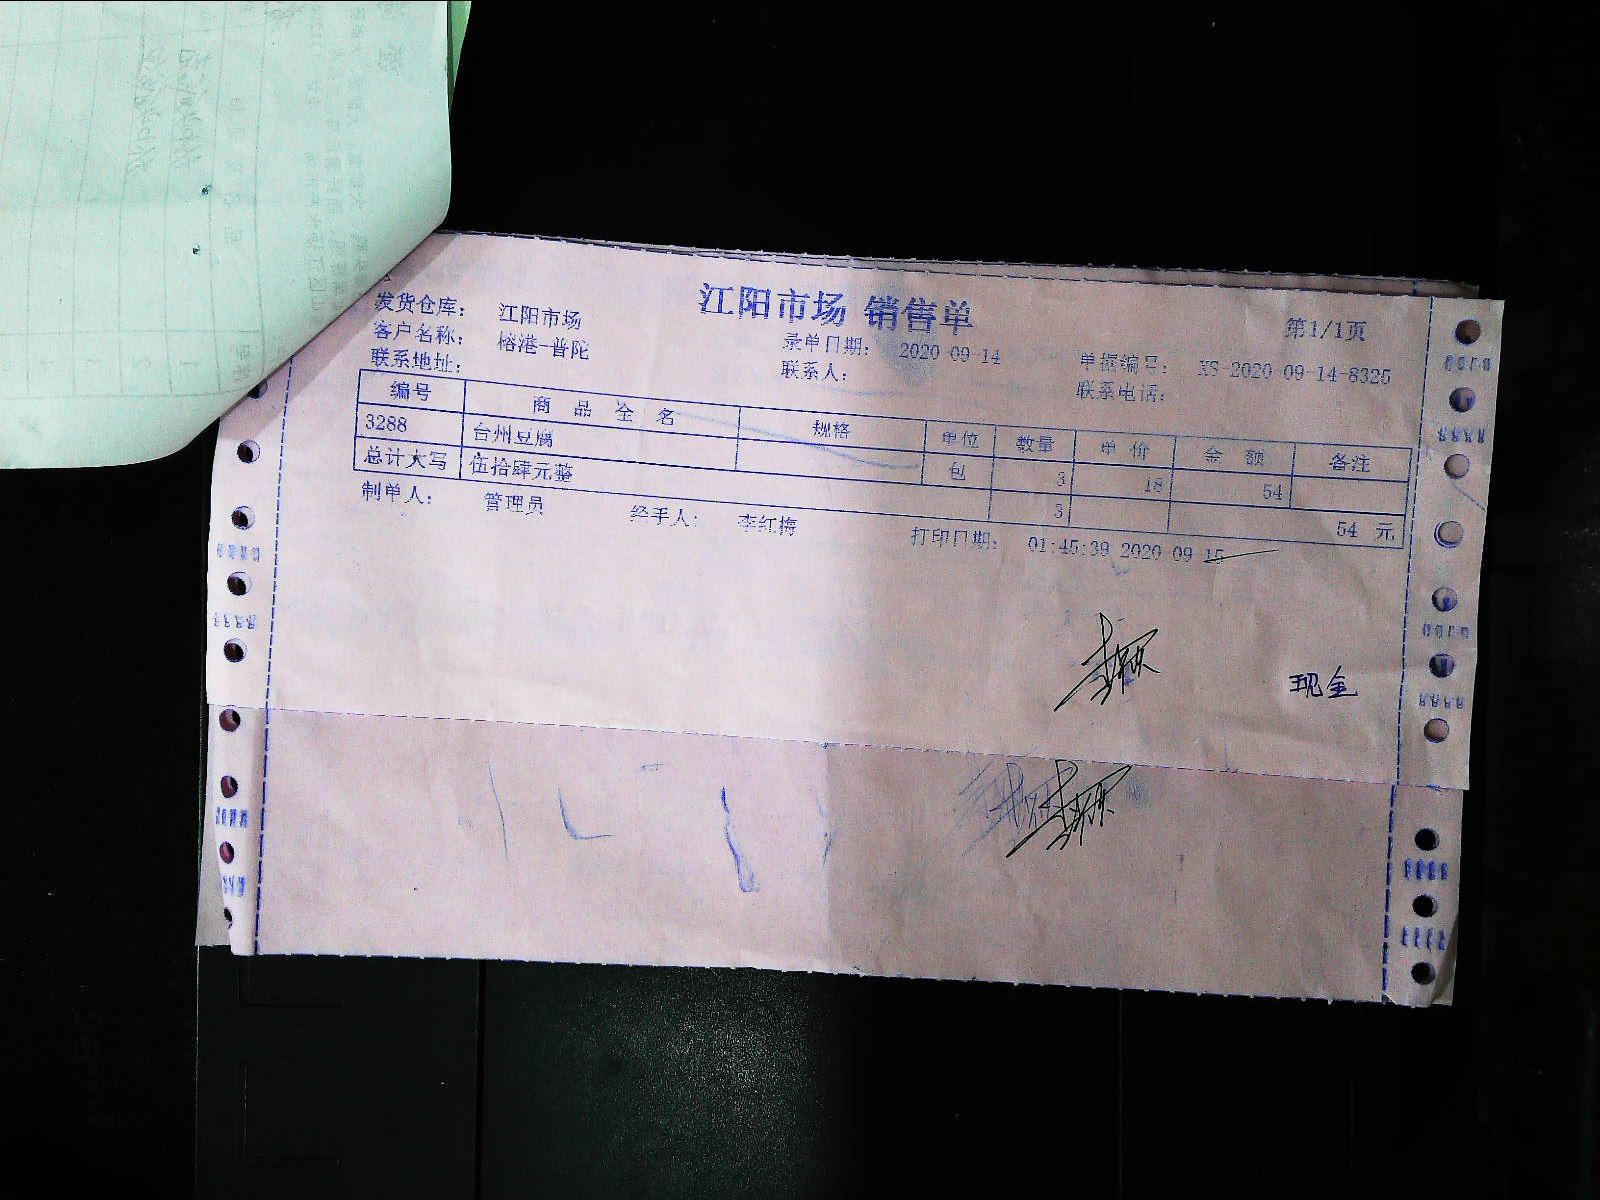 江阳市场 销售单
第1/1页
发货仓库： 江阳市场
客户名称： 榕港-普陀 录单日期： 2020-09-14 单据编号： XS-2020-09-14-8325
联系地址： 联系人： 联系电话：
编号 商品全名 规格 单位 数量 单价 金额 备注
3288 台州豆腐 包 3 18 54
总计大写 伍拾肆元整 3 54 元
制单人： 管理员 经手人： 李红梅 打印日期： 01:45:39 2020-09-15
现金